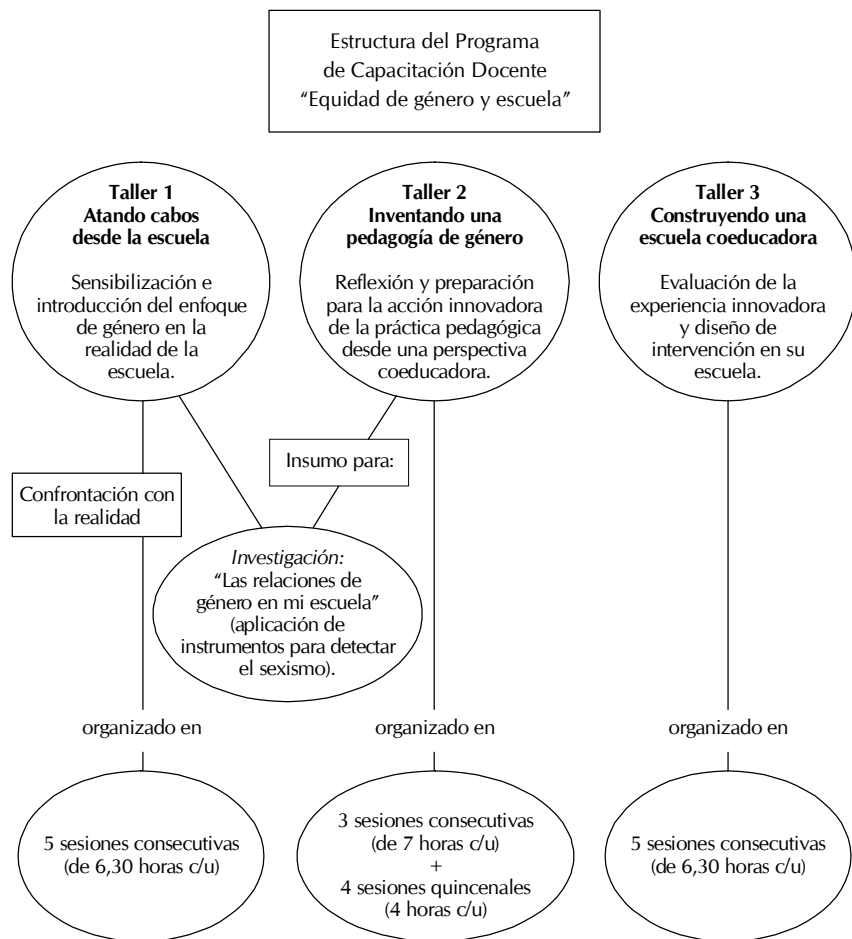 Estructura del Programa
de Capacitación Docente
“Equidad de género y escuela”
Taller 1
Atando cabos
desde la escuela
Sensibilización e
introducción del enfoque
de género en la
realidad de la
escuela.
Taller 2
Inventando una
pedagogía de género
Reflexión y preparación
para la acción innovadora
de la práctica pedagógica
desde una perspectiva
coeducadora.
Taller 3
Construyendo una
escuela coeducadora
Evaluación de la
experiencia innovadora
y diseño de
intervención en su
escuela.
Confrontación con
la realidad
Insumo para:
Investigación:
“Las relaciones de
género en mi escuela”
(aplicación de
instrumentos para detectar
el sexismo).
organizado en
organizado en
organizado en
5 sesiones consecutivas
(de 6,30 horas c/u)
3 sesiones consecutivas
(de 7 horas c/u)
+
4 sesiones quincenales
(4 horas c/u)
5 sesiones consecutivas
(de 6,30 horas c/u)